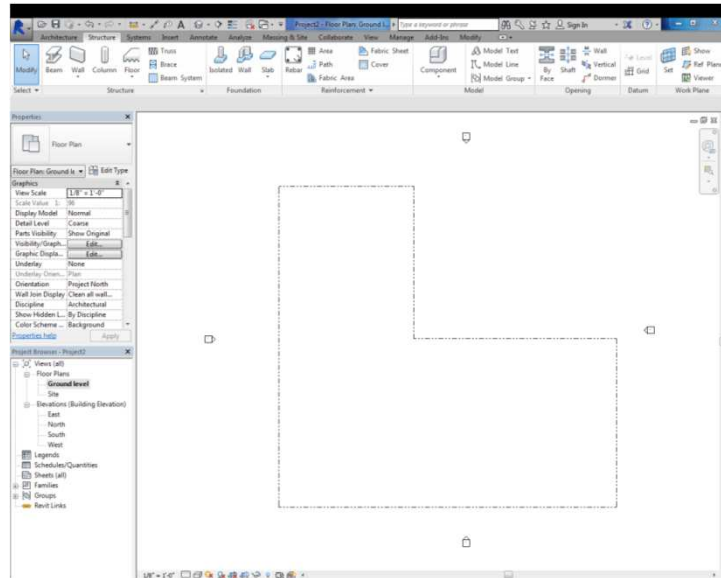 Project2 - Floor Plan: Ground l...
Type a keyword or phrase
Sign In
Architecture Structure Systems Insert Annotate Analyze Massing & Site Collaborate View Manage Add-Ins Modify
Modify Beam Wall Column Floor Truss Brace Beam System
Isolated Wall Slab Rebar Area Path Fabric Area Fabric Sheet Cover
Component Model Text Model Line Model Group
By Face Shaft Wall Vertical Dormer
Level Grid Set Show Ref Plane Viewer
Select Structure Foundation Reinforcement Model Opening Datum Work Plane
Properties
Floor Plan
Floor Plan: Ground le Edit Type
Graphics
View Scale 1/8" = 1'-0"
Scale Value 1: 96
Display Model Normal
Detail Level Coarse
Parts Visibility Show Original
Visibility/Graph... Edit...
Graphic Displa... Edit...
Underlay None
Underlay Orien... Plan
Orientation Project North
Wall Join Display Clean all wall...
Discipline Architectural
Show Hidden L... By Discipline
Color Scheme ... Background
Properties help Apply
Project Browser - Project2
Views (all)
Floor Plans
Ground level
Site
Elevations (Building Elevation)
East
North
South
West
Legends
Schedules/Quantities
Sheets (all)
Families
Groups
Revit Links
1/8" = 1'-0"